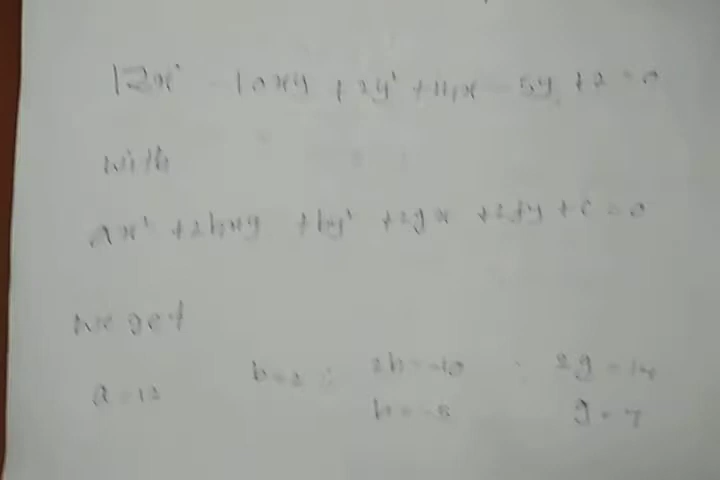 12x² - 10xy + 2y² + 14x - 5y + 2 = 0
with
ax² + 2hxy + by² + 2gx + 2fy + c = 0
we get
a = 12 b = 2 : 2h = -10 : 2g = 14
h = -5 g = 7